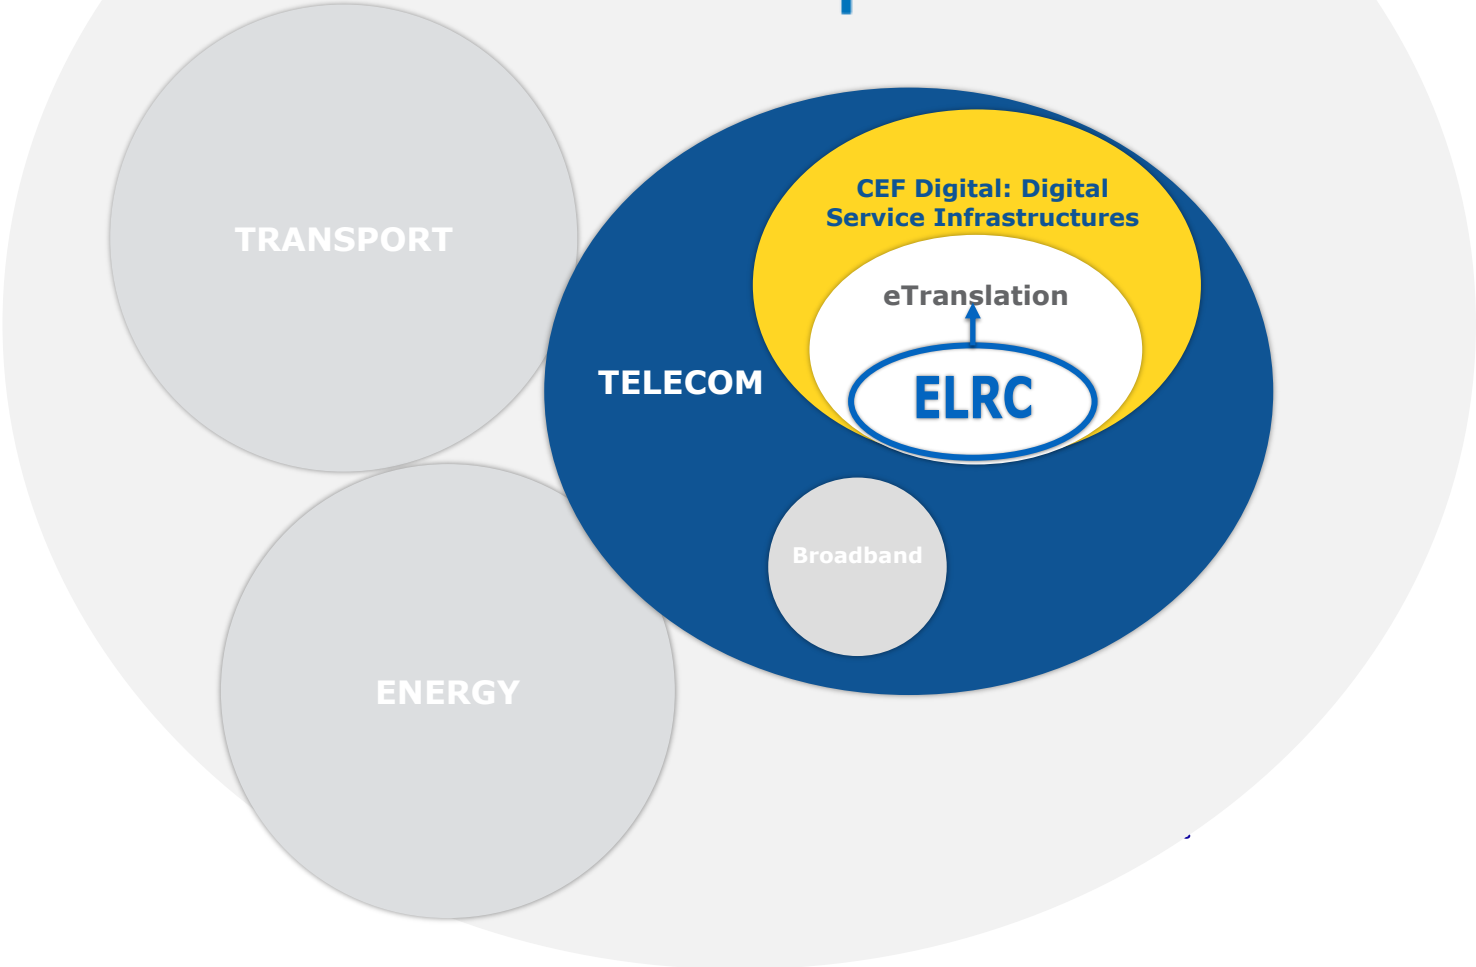 TRANSPORT
CEF Digital: Digital
Service Infrastructures
eTranslation
TELECOM
ELRC
Broadband
ENERGY